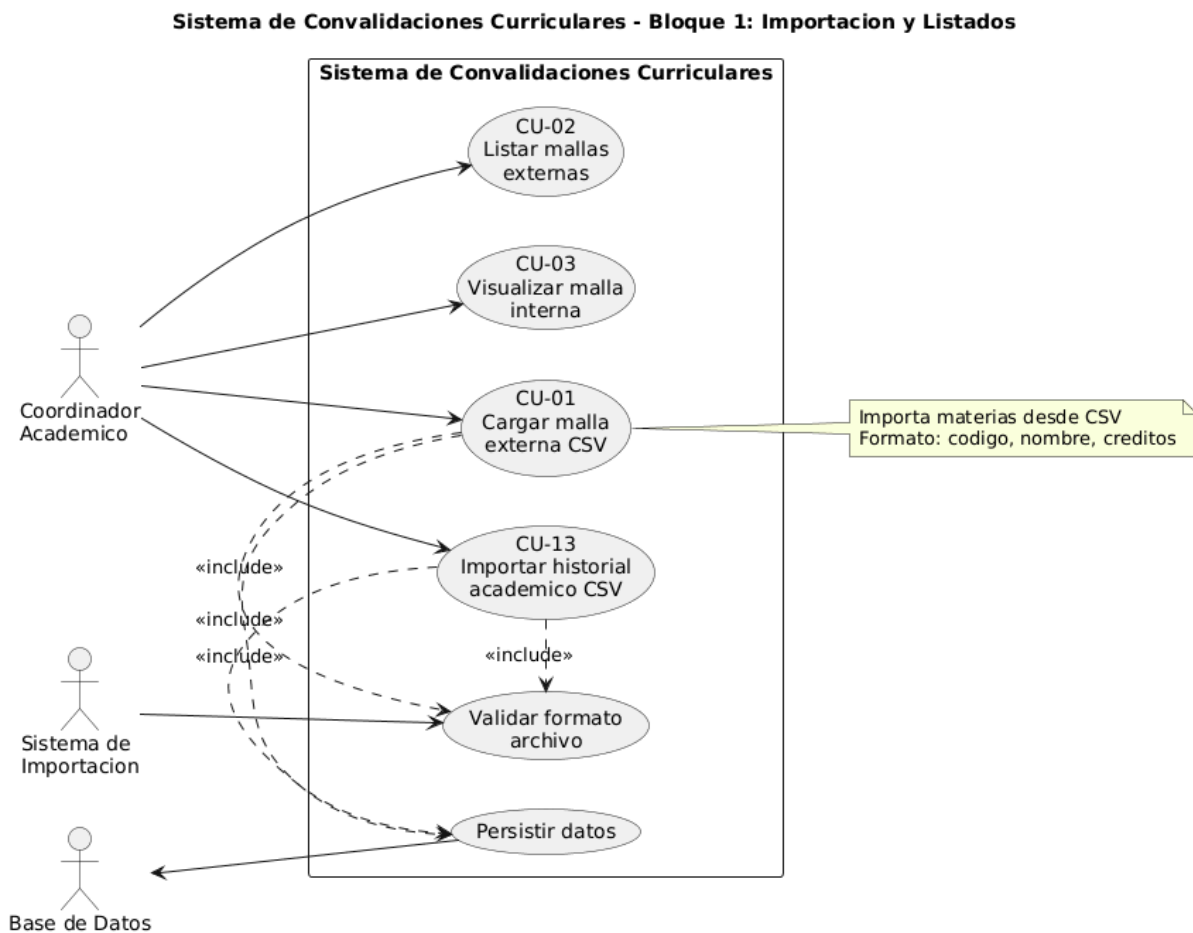 Sistema de Convalidaciones Curriculares - Bloque 1: Importacion y Listados
Sistema de Convalidaciones Curriculares
CU-02
Listar mallas
externas
CU-03
Visualizar malla
interna
Coordinador
Academico
CU-01
Cargar malla
externa CSV
Importa materias desde CSV
Formato: codigo, nombre, creditos
CU-13
Importar historial
academico CSV
«include»
«include»
«include»
«include»
Sistema de
Importacion
Validar formato
archivo
Persistir datos
Base de Datos